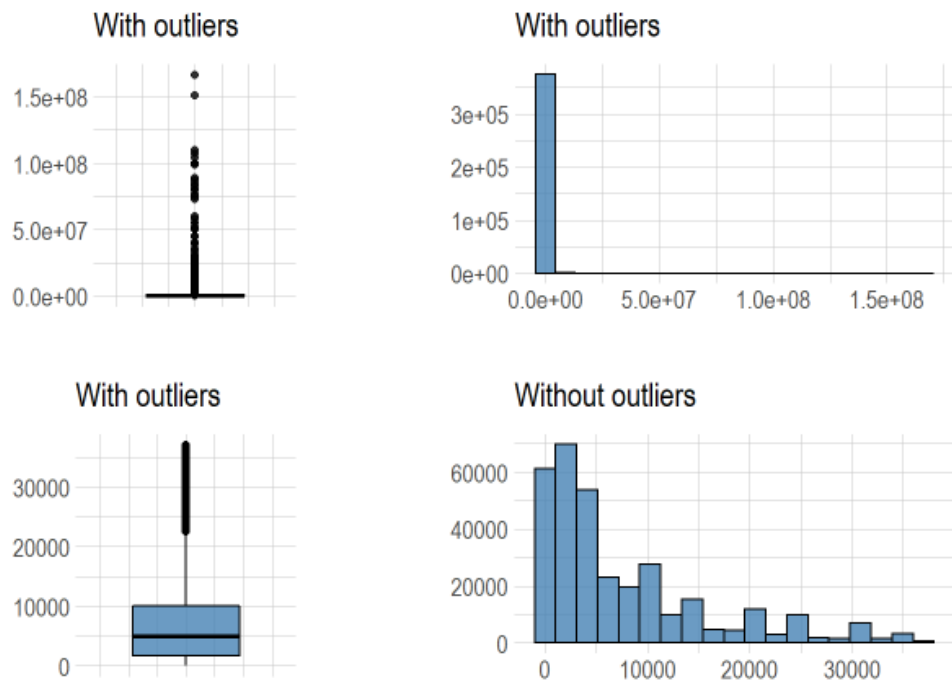 With outliers
1.5e+08
1.0e+08
5.0e+07
0.0e+00
With outliers
3e+05
2e+05
1e+05
0e+00
0.0e+00 5.0e+07 1.0e+08 1.5e+08
With outliers
30000
20000
10000
0
Without outliers
60000
40000
20000
0
0 10000 20000 30000